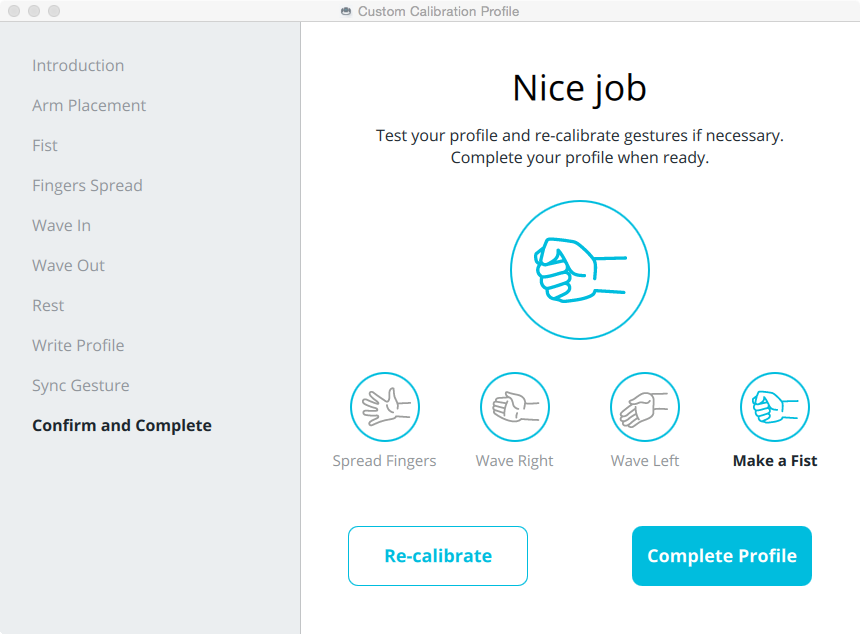 Custom Calibration Profile
Introduction
Arm Placement
Fist
Fingers Spread
Wave In
Wave Out
Rest
Write Profile
Sync Gesture
Confirm and Complete
Nice job
Test your profile and re-calibrate gestures if necessary.
Complete your profile when ready.
Spread Fingers
Wave Right
Wave Left
Make a Fist
Re-calibrate
Complete Profile